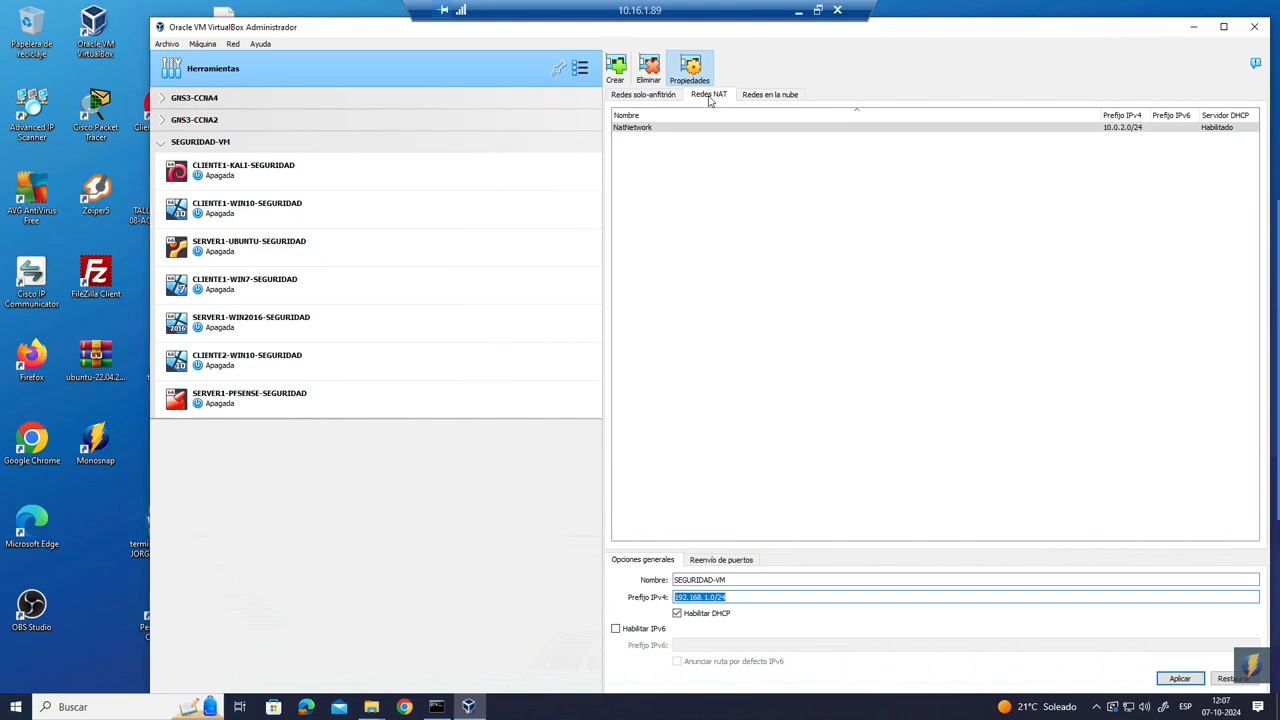 10.16.1.89
Oracle VM VirtualBox Administrador
Archivo Máquina Red Ayuda
Herramientas
GNS3-CCNA4
GNS3-CCNA2
SEGURIDAD-VM
CLIENTE1-KALI-SEGURIDAD
Apagada
CLIENTE1-WIN10-SEGURIDAD
Apagada
SERVER1-UBUNTU-SEGURIDAD
Apagada
CLIENTE1-WIN7-SEGURIDAD
Apagada
SERVER1-WIN2016-SEGURIDAD
Apagada
CLIENTE2-WIN10-SEGURIDAD
Apagada
SERVER1-PFSENSE-SEGURIDAD
Apagada
Crear Eliminar Propiedades
Redes solo-anfitrión Redes NAT Redes en la nube
Nombre Prefijo IPv4 Prefijo IPv6 Servidor DHCP
NatNetwork 10.0.2.0/24 Habilitado
Opciones generales Reenvío de puertos
Nombre: SEGURIDAD-VM
Prefijo IPv4: 192.168.1.0/24
Habilitar DHCP
Habilitar IPv6
Prefijo IPv6:
Anunciar ruta por defecto IPv6
Aplicar
Papelera de
reciclaje
Oracle VM
VirtualBox
Advanced IP
Scanner
Cisco Packet
Tracer
AVG AntiVirus
Free
Zoiper5
Cisco IP
Communicator
FileZilla Client
Firefox
ubuntu-22.04.2...
Google Chrome
Monosnap
Microsoft Edge
OBS Studio
Buscar
21°C Soleado
ESP
12:07
07-10-2024